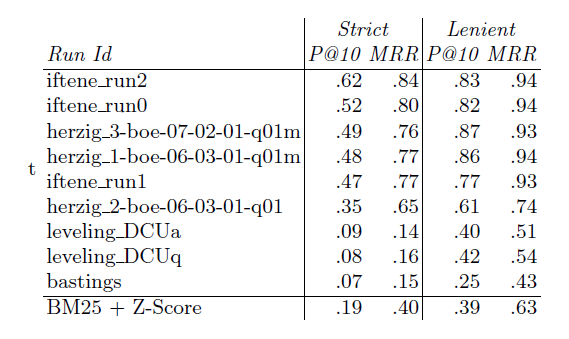 Strict Lenient
Run Id P@10 MRR P@10 MRR
iftene_run2 .62 .84 .83 .94
iftene_run0 .52 .80 .82 .94
herzig_3-boe-07-02-01-q01m .49 .76 .87 .93
herzig_1-boe-06-03-01-q01m .48 .77 .86 .94
t
iftene_run1 .47 .77 .77 .93
herzig_2-boe-06-03-01-q01 .35 .65 .61 .74
leveling_DCUa .09 .14 .40 .51
leveling_DCUq .08 .16 .42 .54
bastings .07 .15 .25 .43
BM25 + Z-Score .19 .40 .39 .63